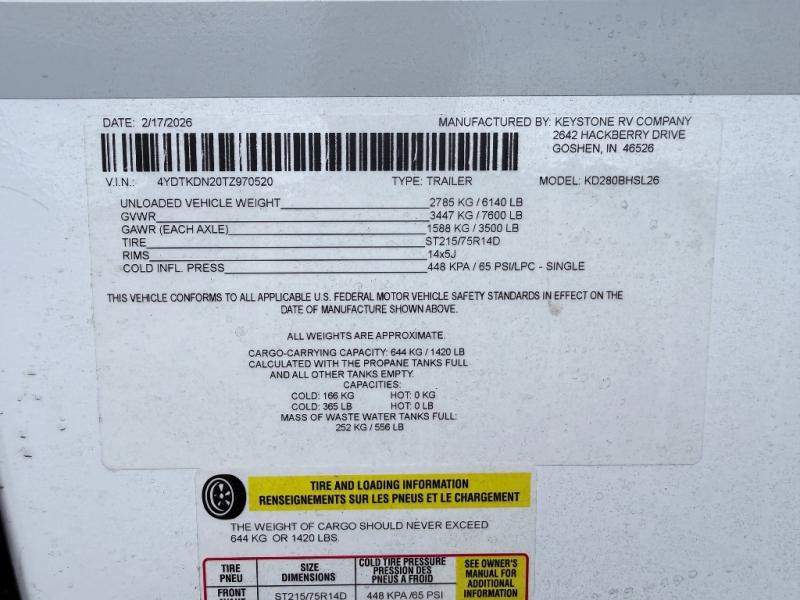 DATE: 2/17/2026 MANUFACTURED BY: KEYSTONE RV COMPANY
2642 HACKBERRY DRIVE
GOSHEN, IN 46526
V.I.N.: 4YDTKDN20TZ970520 TYPE: TRAILER MODEL: KD280BHSL26
UNLOADED VEHICLE WEIGHT 2785 KG / 6140 LB
GVWR 3447 KG / 7600 LB
GAWR (EACH AXLE) 1588 KG / 3500 LB
TIRE ST215/75R14D
RIMS 14x5J
COLD INFL. PRESS 448 KPA / 65 PSI/LPC - SINGLE
THIS VEHICLE CONFORMS TO ALL APPLICABLE U.S. FEDERAL MOTOR VEHICLE SAFETY STANDARDS IN EFFECT ON THE
DATE OF MANUFACTURE SHOWN ABOVE.
ALL WEIGHTS ARE APPROXIMATE.
CARGO-CARRYING CAPACITY: 644 KG / 1420 LB
CALCULATED WITH THE PROPANE TANKS FULL
AND ALL OTHER TANKS EMPTY.
CAPACITIES:
COLD: 166 KG HOT: 0 KG
COLD: 365 LB HOT: 0 LB
MASS OF WASTE WATER TANKS FULL:
252 KG / 556 LB
TIRE AND LOADING INFORMATION
RENSEIGNEMENTS SUR LES PNEUS ET LE CHARGEMENT
THE WEIGHT OF CARGO SHOULD NEVER EXCEED
644 KG OR 1420 LBS.
TIRE
PNEU
SIZE
DIMENSIONS
COLD TIRE PRESSURE
PRESSION DES
PNEUS A FROID
SEE OWNER'S
MANUAL FOR
ADDITIONAL
INFORMATION
FRONT
ST215/75R14D
448 KPA /65 PSI